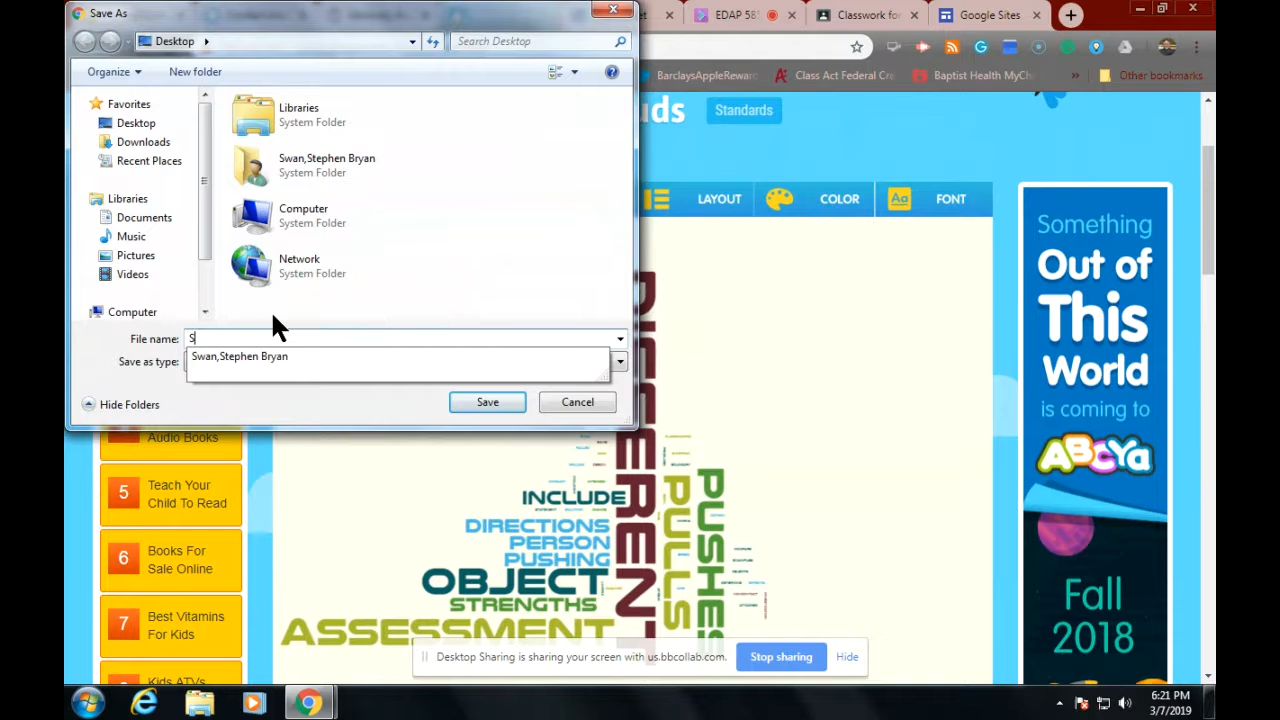 Save As
Desktop
Search Desktop
Organize
New folder
Favorites
Desktop
Downloads
Recent Places
Libraries
Documents
Music
Pictures
Videos
Computer
Libraries
System Folder
Swan,Stephen Bryan
System Folder
Computer
System Folder
Network
System Folder
File name:
S
Swan,Stephen Bryan
Save as type:
Hide Folders
Save
Cancel
EDAP 585
Classwork for
Google Sites
BarclaysAppleRewar
Class Act Federal Cre
Baptist Health MyCh
»
Other bookmarks
uds
Standards
LAYOUT
COLOR
Aa
FONT
Audio Books
5
Teach Your
Child To Read
6
Books For
Sale Online
7
Best Vitamins
For Kids
Kids ATVs
DIFFERENT
INCLUDE
DIRECTIONS
PERSON
PUSHING
OBJECT
STRENGTHS
ASSESSMENT
PULLS
PUSHES
Something
Out of
This
World
is coming to
ABCYa
Fall
2018
Desktop Sharing is sharing your screen with us.bbcollab.com.
Stop sharing
Hide
6:21 PM
3/7/2019